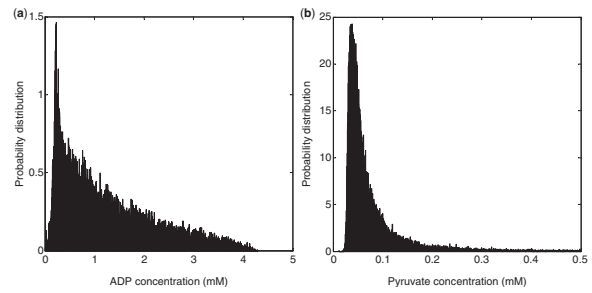 (a)
1.5
1
0.5
0
0 1 2 3 4 5
Probability distribution
ADP concentration (mM)
(b)
25
20
15
10
5
0
0 0.1 0.2 0.3 0.4 0.5
Probability distribution
Pyruvate concentration (mM)